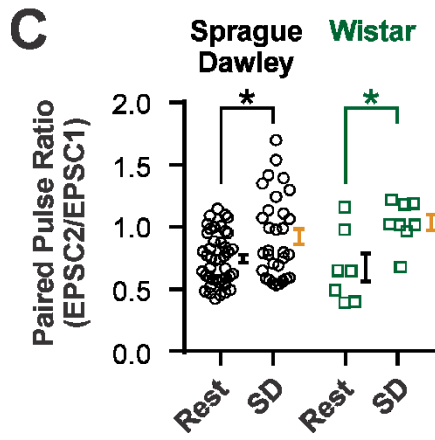 C
Sprague
Dawley
Wistar
*
*
Paired Pulse Ratio
(EPSC2/EPSC1)
2.0
1.5
1.0
0.5
0.0
Rest
SD
Rest
SD